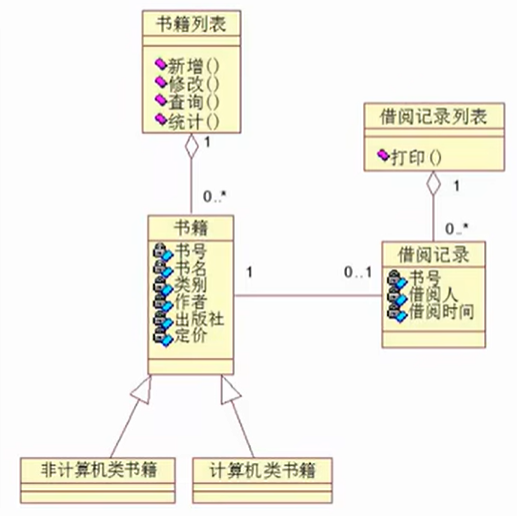 书籍列表
新增()
修改()
查询()
统计()
1
0..*
借阅记录列表
打印()
1
0..*
书籍
书号
书名
类别
作者
出版社
定价
1
0..1
借阅记录
书号
借阅人
借阅时间
非计算机类书籍
计算机类书籍